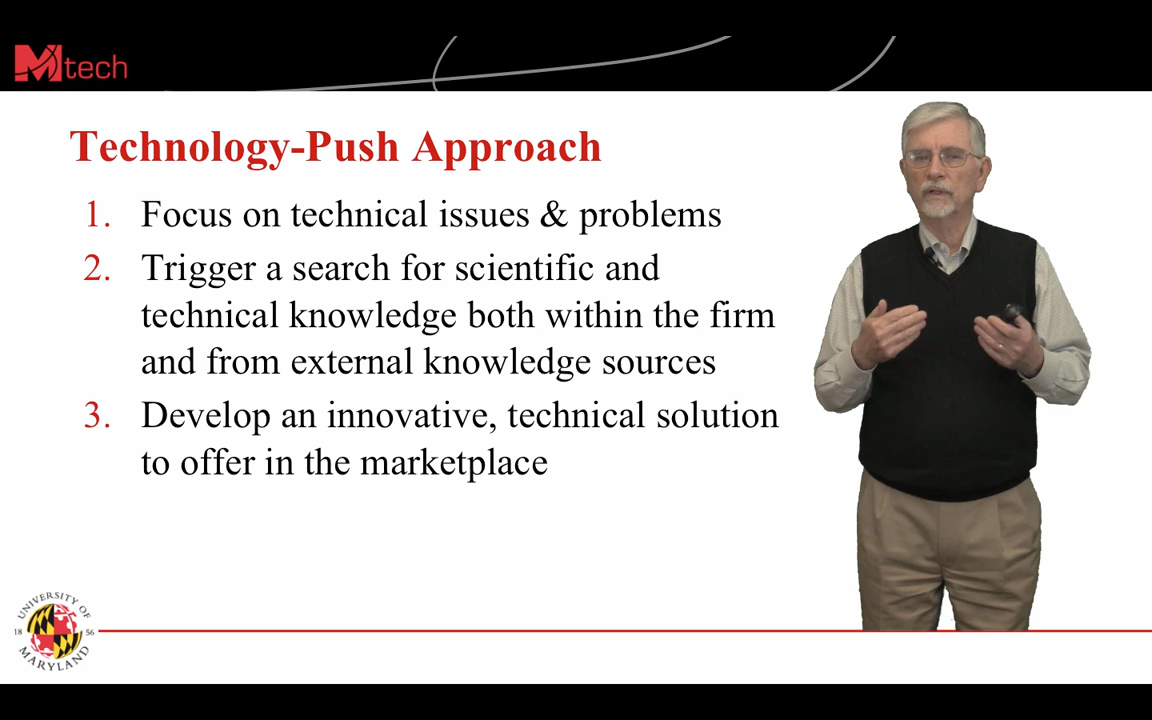 Mtech
Technology-Push Approach
1. Focus on technical issues & problems
2. Trigger a search for scientific and
technical knowledge both within the firm
and from external knowledge sources
3. Develop an innovative, technical solution
to offer in the marketplace
UNIVERSITY OF
18 56
MARYLAND